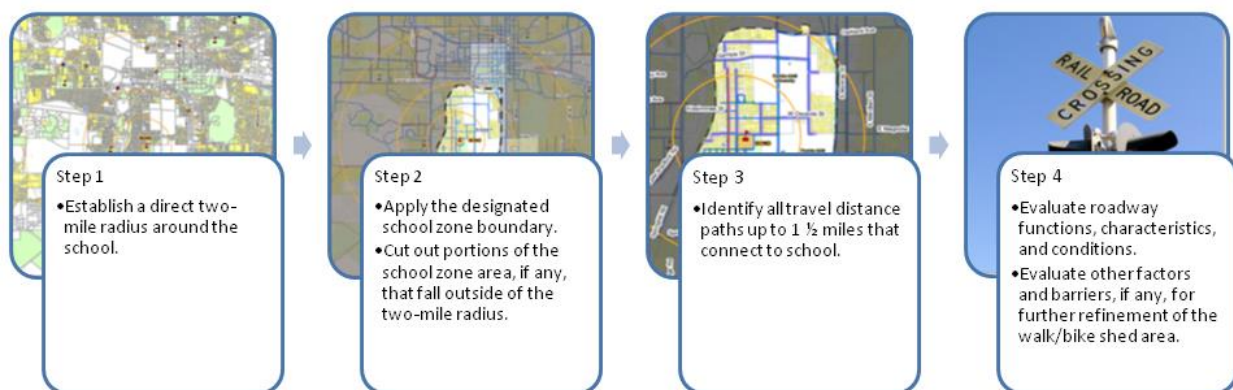 Step 1
•Establish a direct two-
mile radius around the
school.
Step 2
•Apply the designated
school zone boundary.
•Cut out portions of the
school zone area, if any,
that fall outside of the
two-mile radius.
Step 3
•Identify all travel distance
paths up to 1 ½ miles that
connect to school.
RAIL ROAD
CROSSING
Step 4
•Evaluate roadway
functions, characteristics,
and conditions.
•Evaluate other factors
and barriers, if any, for
further refinement of the
walk/bike shed area.